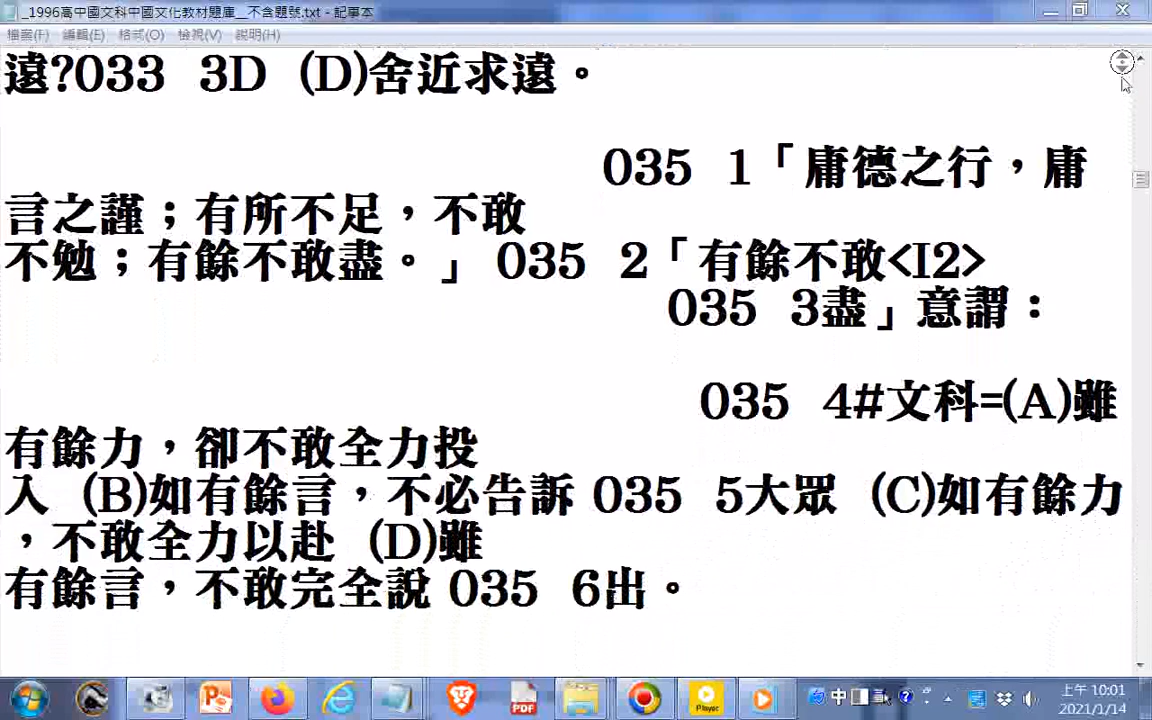 _1996高中國文科中國文化教材題庫__不含題號.txt - 記事本
檔案(F) 編輯(E) 格式(O) 檢視(V) 說明(H)
遠?033 3D (D)舍近求遠。
035 1「庸德之行，庸
言之謹；有所不足，不敢
不勉；有餘不敢盡。」 035 2「有餘不敢<I2>
035 3盡」意謂：
035 4#文科=(A)雖
有餘力，卻不敢全力投
入 (B)如有餘言，不必告訴 035 5大眾 (C)如有餘力
，不敢全力以赴 (D)雖
有餘言，不敢完全說 035 6出。
PDF
Player
中
上午 10:01
2021/1/14